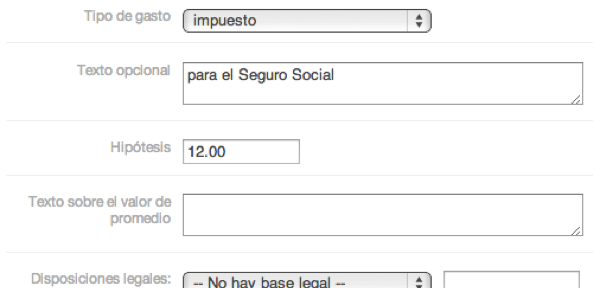 Tipo de gasto impuesto
Texto opcional para el Seguro Social
Hipótesis 12.00
Texto sobre el valor de
promedio
Disposiciones legales: -- No hay base legal --